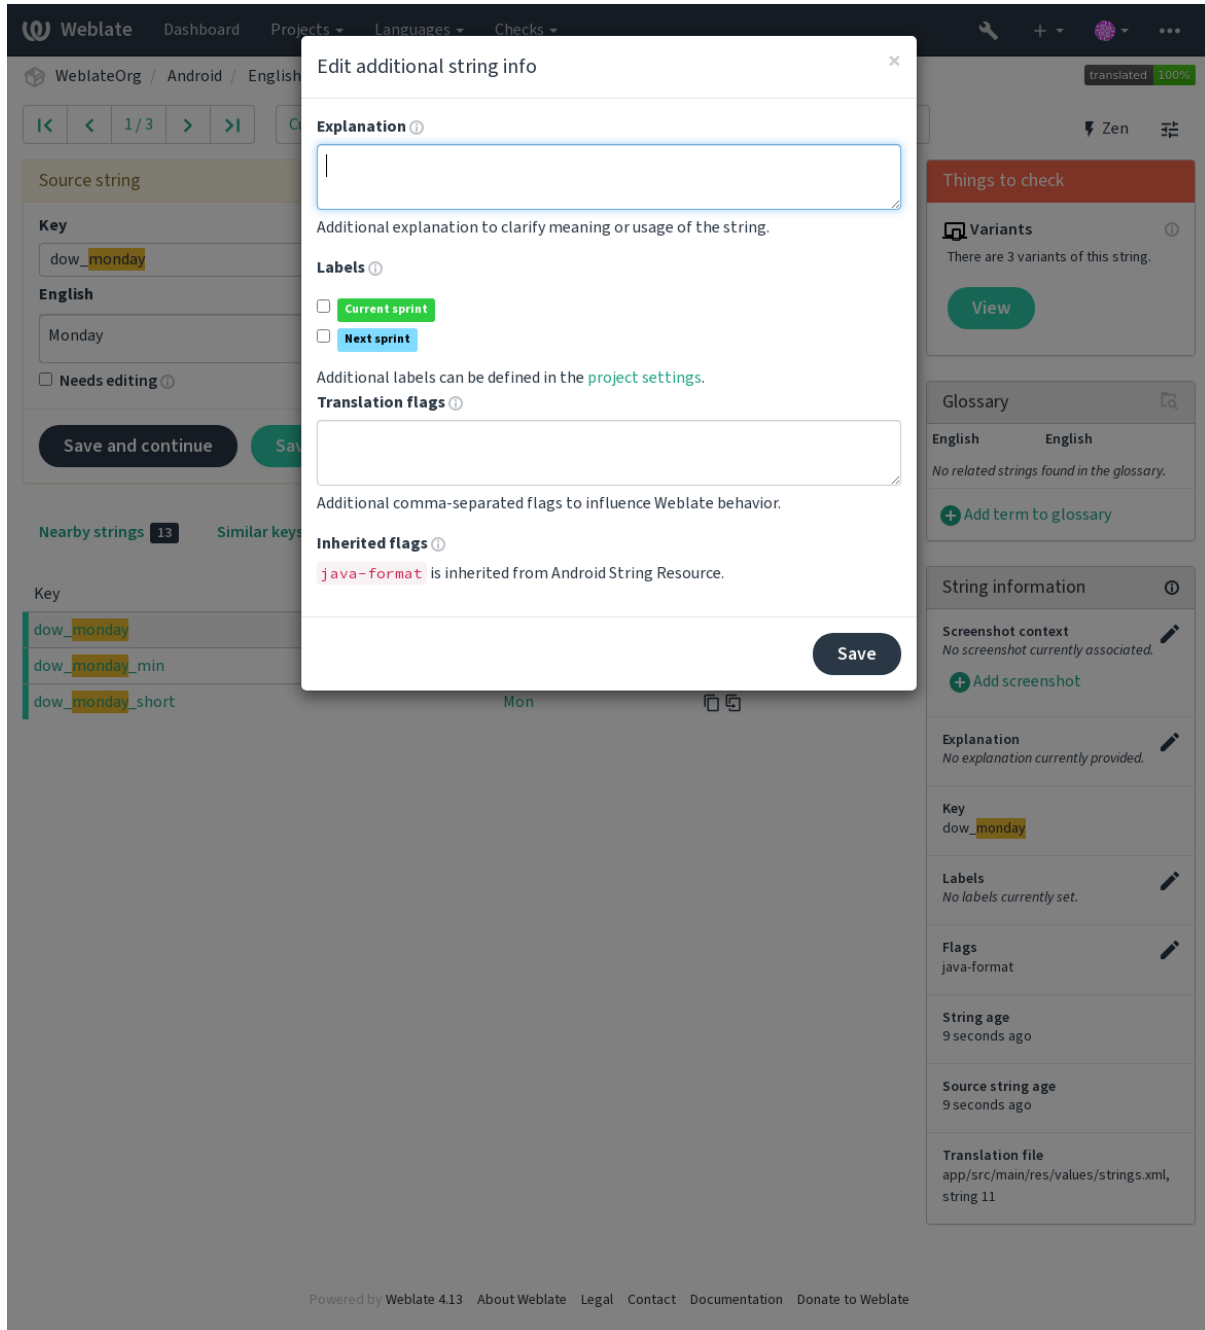 Weblate Dashboard Projects Languages Checks
WeblateOrg / Android / English
translated 100%
1 / 3
Zen
Edit additional string info
×
Explanation
Additional explanation to clarify meaning or usage of the string.
Labels
Current sprint
Next sprint
Additional labels can be defined in the project settings.
Translation flags
Additional comma-separated flags to influence Weblate behavior.
Inherited flags
java-format is inherited from Android String Resource.
Save
Source string
Key
dow_monday
English
Monday
Needs editing
Save and continue
Nearby strings 13 Similar keys
Key
dow_monday
dow_monday_min
dow_monday_short Mon
Things to check
Variants
There are 3 variants of this string.
View
Glossary
English English
No related strings found in the glossary.
Add term to glossary
String information
Screenshot context
No screenshot currently associated.
Add screenshot
Explanation
No explanation currently provided.
Key
dow_monday
Labels
No labels currently set.
Flags
java-format
String age
9 seconds ago
Source string age
9 seconds ago
Translation file
app/src/main/res/values/strings.xml,
string 11
Powered by Weblate 4.13 About Weblate Legal Contact Documentation Donate to Weblate